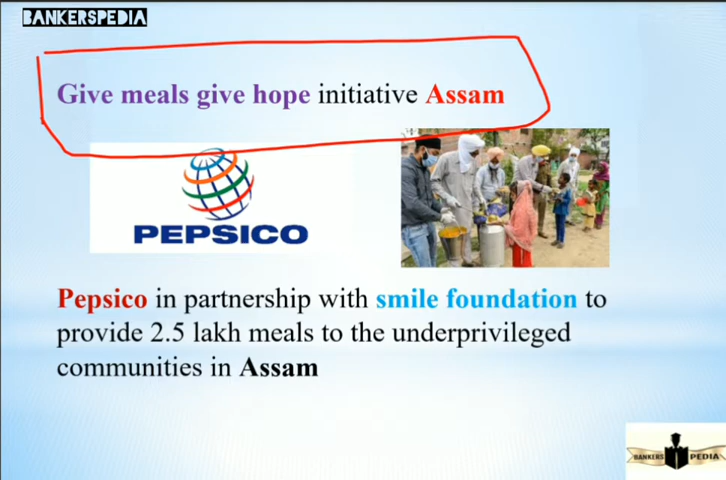 BANKERSPEDIA
Give meals give hope initiative Assam
PEPSICO
Pepsico in partnership with smile foundation to
provide 2.5 lakh meals to the underprivileged
communities in Assam
BANKERS PEDIA